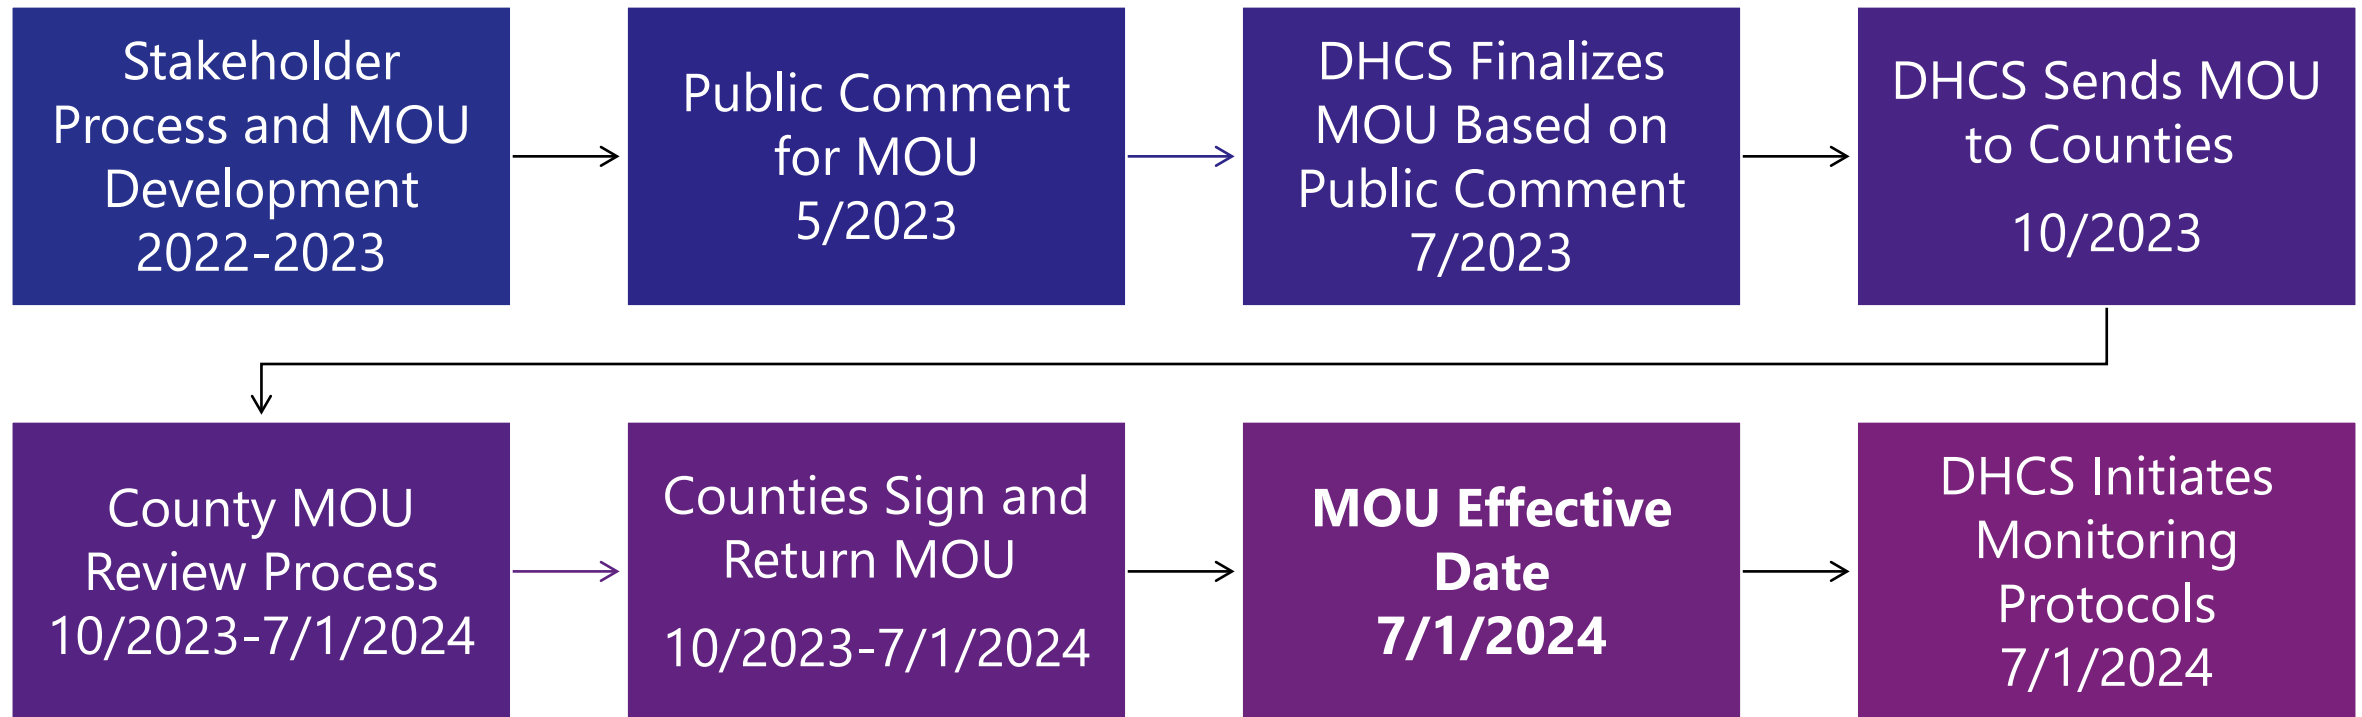 Stakeholder
Process and MOU
Development
2022-2023
Public Comment
for MOU
5/2023
DHCS Finalizes
MOU Based on
Public Comment
7/2023
DHCS Sends MOU
to Counties
10/2023
County MOU
Review Process
10/2023-7/1/2024
Counties Sign and
Return MOU
10/2023-7/1/2024
MOU Effective
Date
7/1/2024
DHCS Initiates
Monitoring
Protocols
7/1/2024